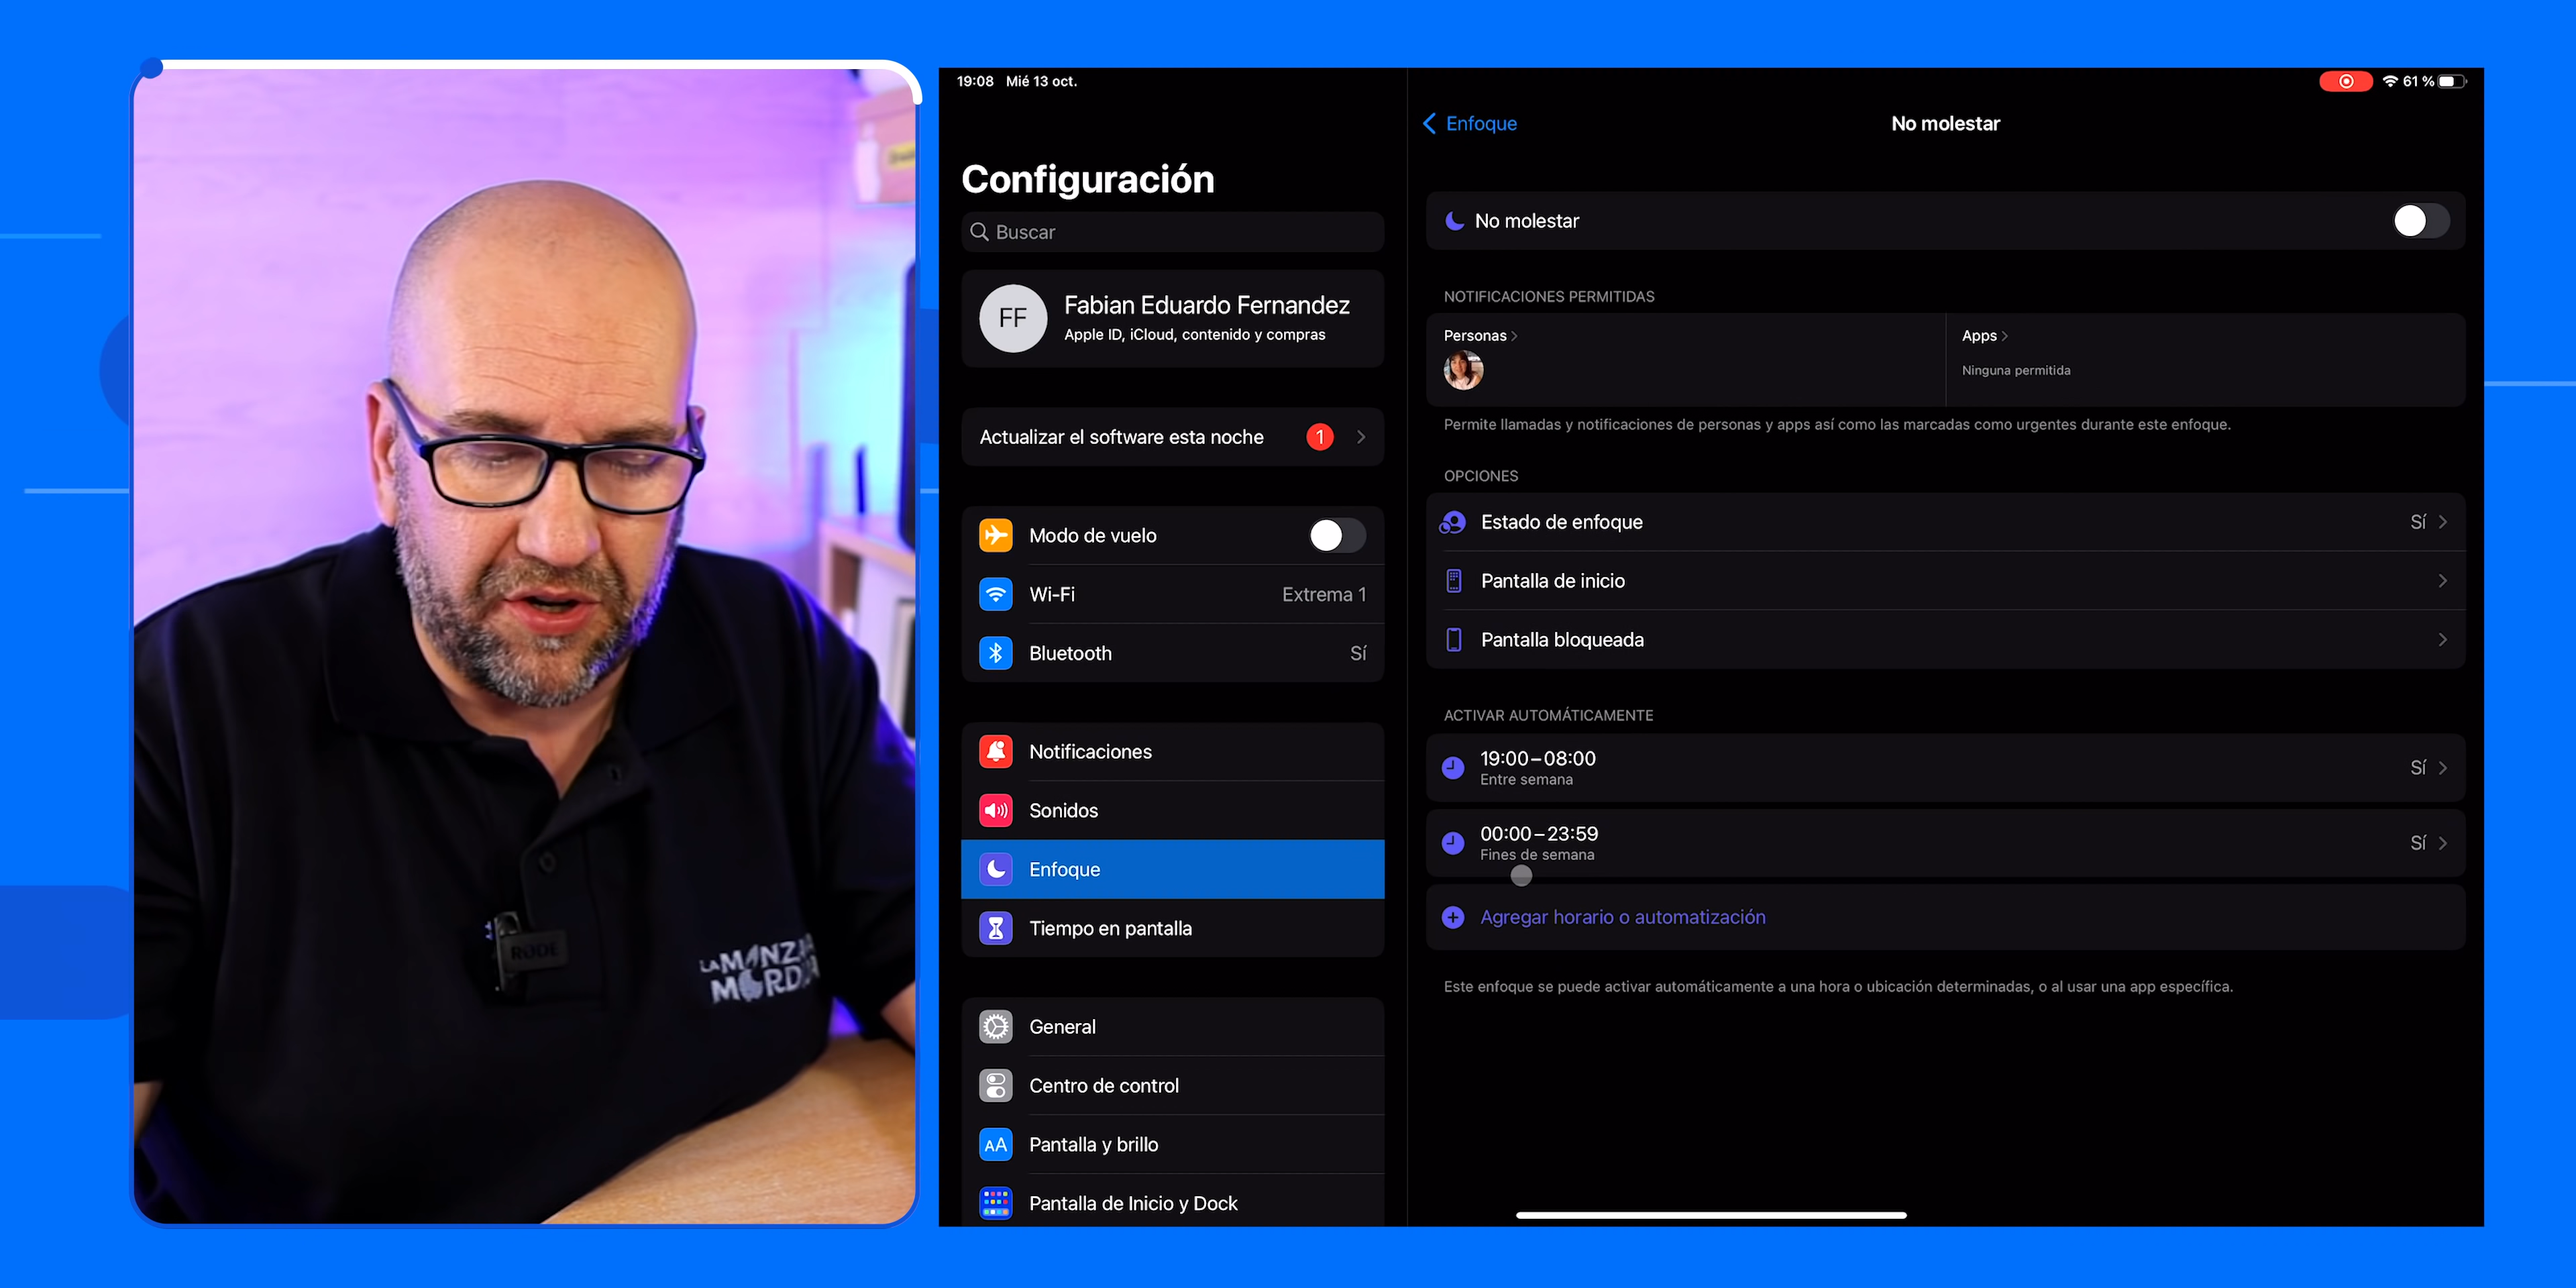 19:08 Mié 13 oct.
61 %
Configuración
Buscar
FF
Fabian Eduardo Fernandez
Apple ID, iCloud, contenido y compras
Actualizar el software esta noche
1
Modo de vuelo
Wi-Fi
Extrema 1
Bluetooth
Sí
Notificaciones
Sonidos
Enfoque
Tiempo en pantalla
General
Centro de control
AA
Pantalla y brillo
Pantalla de Inicio y Dock
Enfoque
No molestar
No molestar
NOTIFICACIONES PERMITIDAS
Personas
Apps
Ninguna permitida
Permite llamadas y notificaciones de personas y apps así como las marcadas como urgentes durante este enfoque.
OPCIONES
Estado de enfoque
Sí
Pantalla de inicio
Pantalla bloqueada
ACTIVAR AUTOMÁTICAMENTE
19:00–08:00
Entre semana
Sí
00:00–23:59
Fines de semana
Sí
Agregar horario o automatización
Este enfoque se puede activar automáticamente a una hora o ubicación determinadas, o al usar una app específica.
RØDE
LA